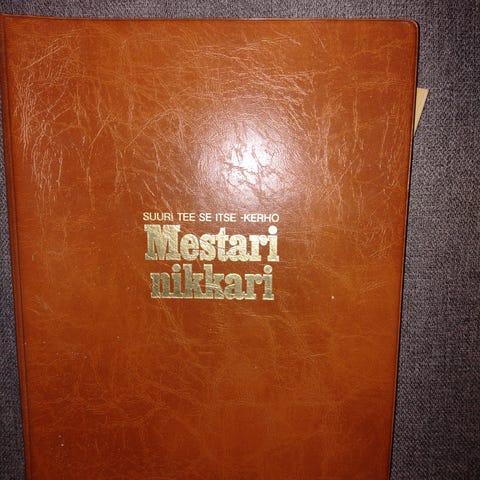 SUURI TEE SE ITSE -KERHO
Mestari
nikkari